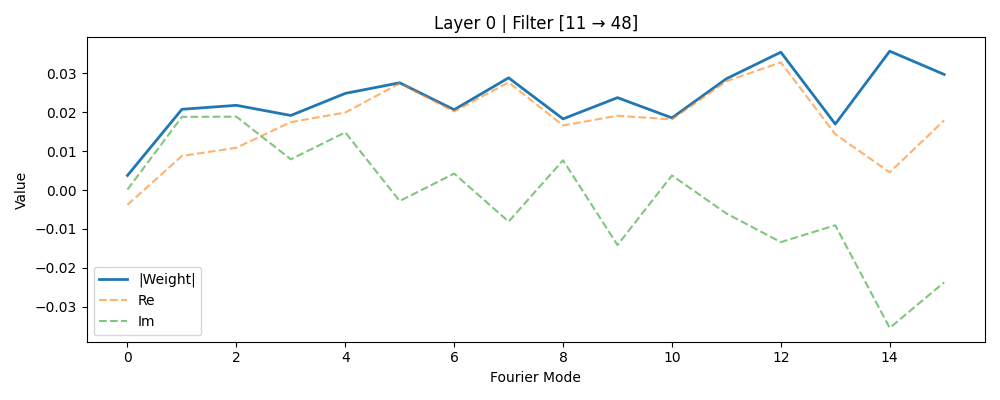 Layer 0 | Filter [11 → 48]
Value
0.03
0.02
0.01
0.00
−0.01
−0.02
−0.03
|Weight|
Re
Im
0 2 4 6 8 10 12 14
Fourier Mode